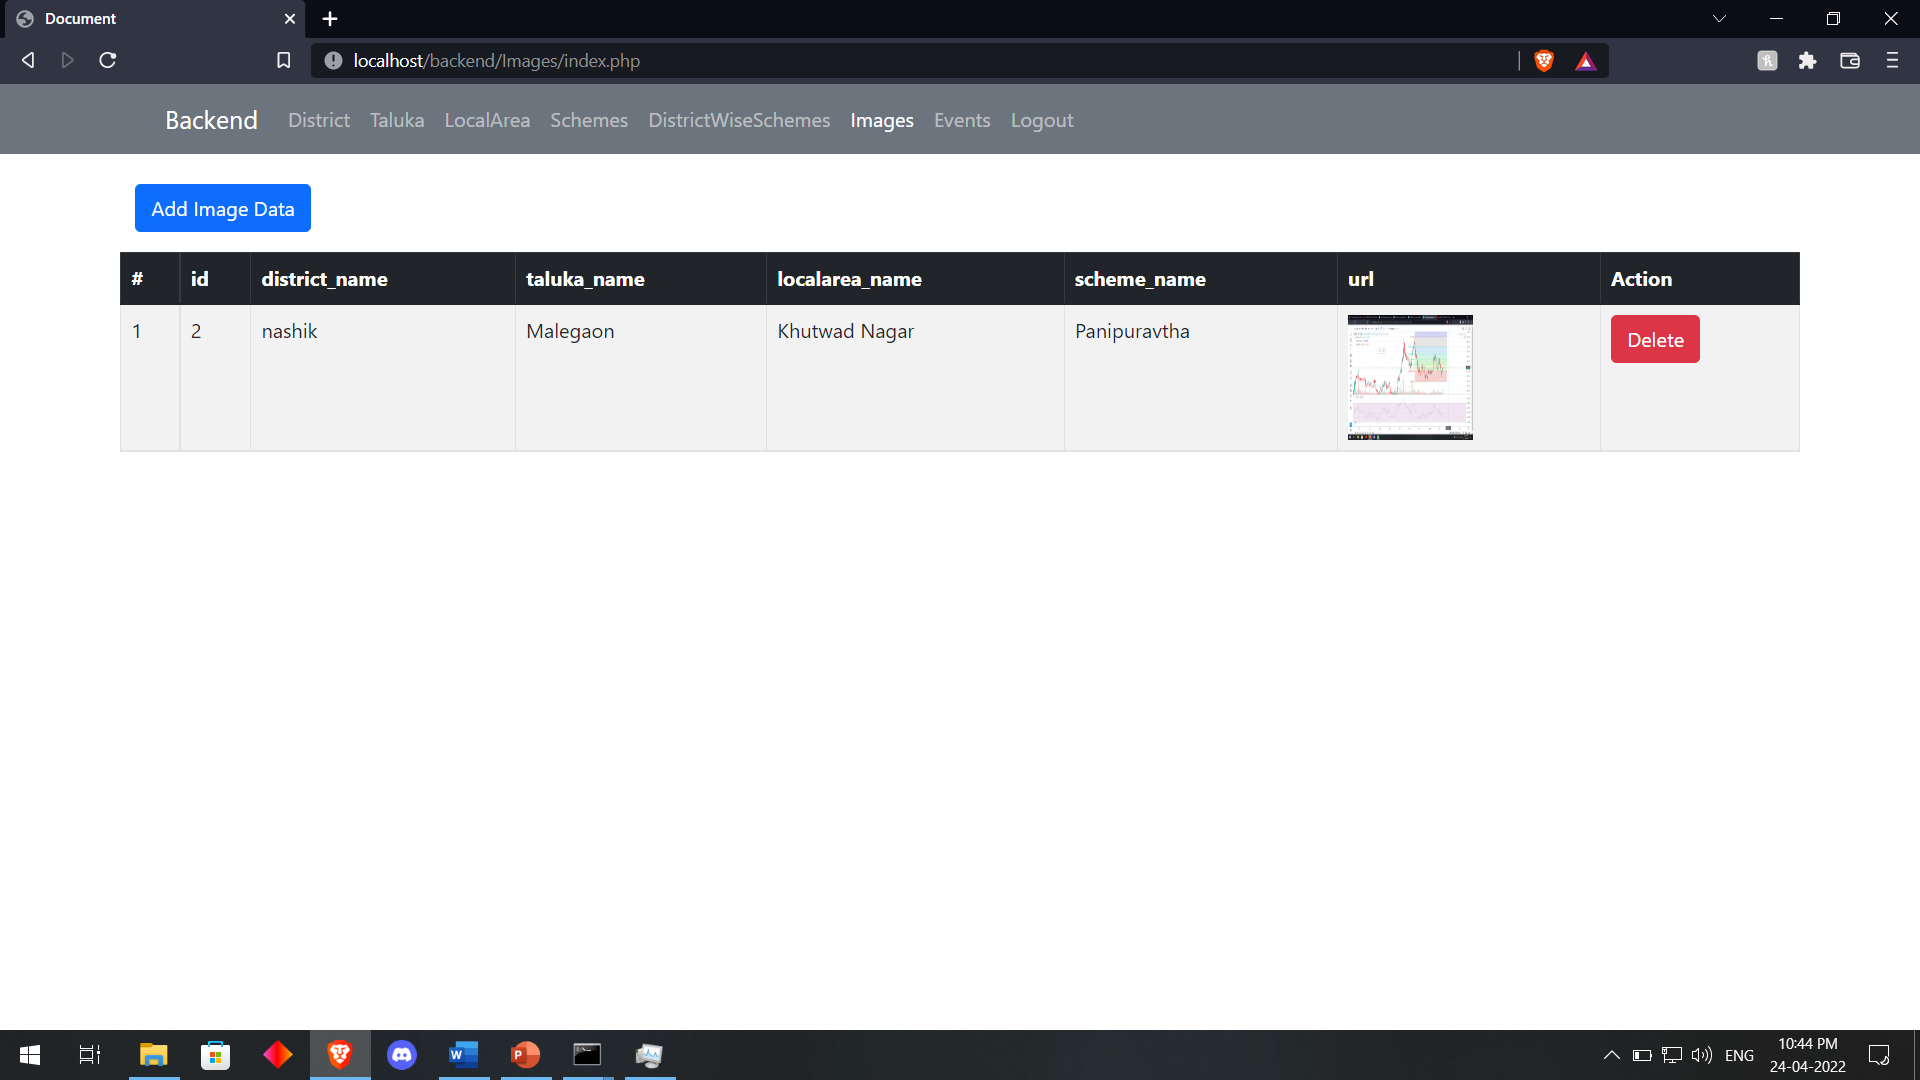 Document
localhost/backend/Images/index.php
Backend District Taluka LocalArea Schemes DistrictWiseSchemes Images Events Logout
Add Image Data
# id district_name taluka_name localarea_name scheme_name url Action
1 2 nashik Malegaon Khutwad Nagar Panipuravtha Delete
ENG
10:44 PM
24-04-2022